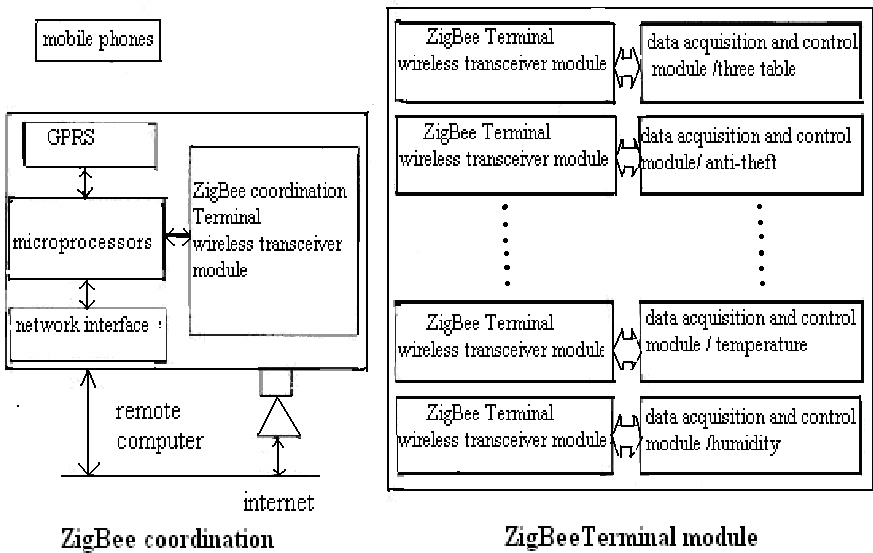 mobile phones
GPRS
microprocessors
network interface
ZigBee coordination
Terminal
wireless transceiver
module
remote
computer
internet
ZigBee coordination
ZigBee Terminal
wireless transceiver module
data acquisition and control
module /three table
ZigBee Terminal
wireless transceiver module
data acquisition and control
module/ anti-theft
ZigBee Terminal
wireless transceiver module
data acquisition and control
module / temperature
ZigBee Terminal
wireless transceiver module
data acquisition and control
module /humidity
ZigBeeTerminal module